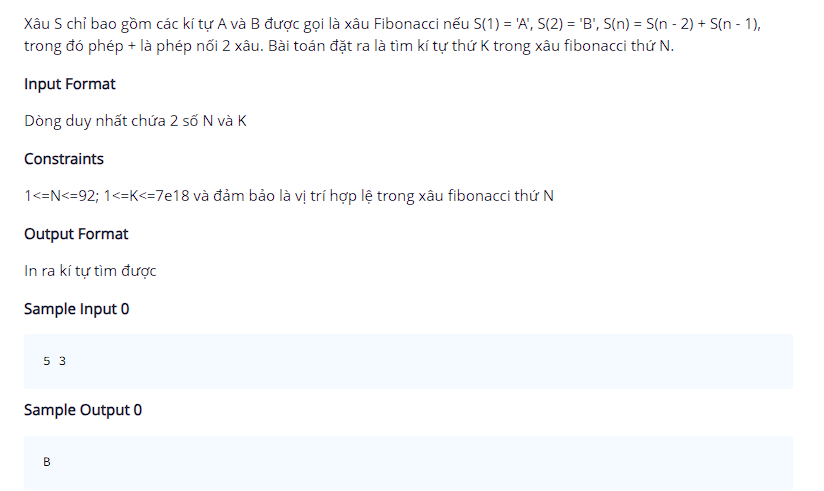 Xâu S chỉ bao gồm các kí tự A và B được gọi là xâu Fibonacci nếu S(1) = 'A', S(2) = 'B', S(n) = S(n - 2) + S(n - 1),
trong đó phép + là phép nối 2 xâu. Bài toán đặt ra là tìm kí tự thứ K trong xâu fibonacci thứ N.
Input Format
Dòng duy nhất chứa 2 số N và K
Constraints
1<=N<=92; 1<=K<=7e18 và đảm bảo là vị trí hợp lệ trong xâu fibonacci thứ N
Output Format
In ra kí tự tìm được
Sample Input 0
5 3
Sample Output 0
B